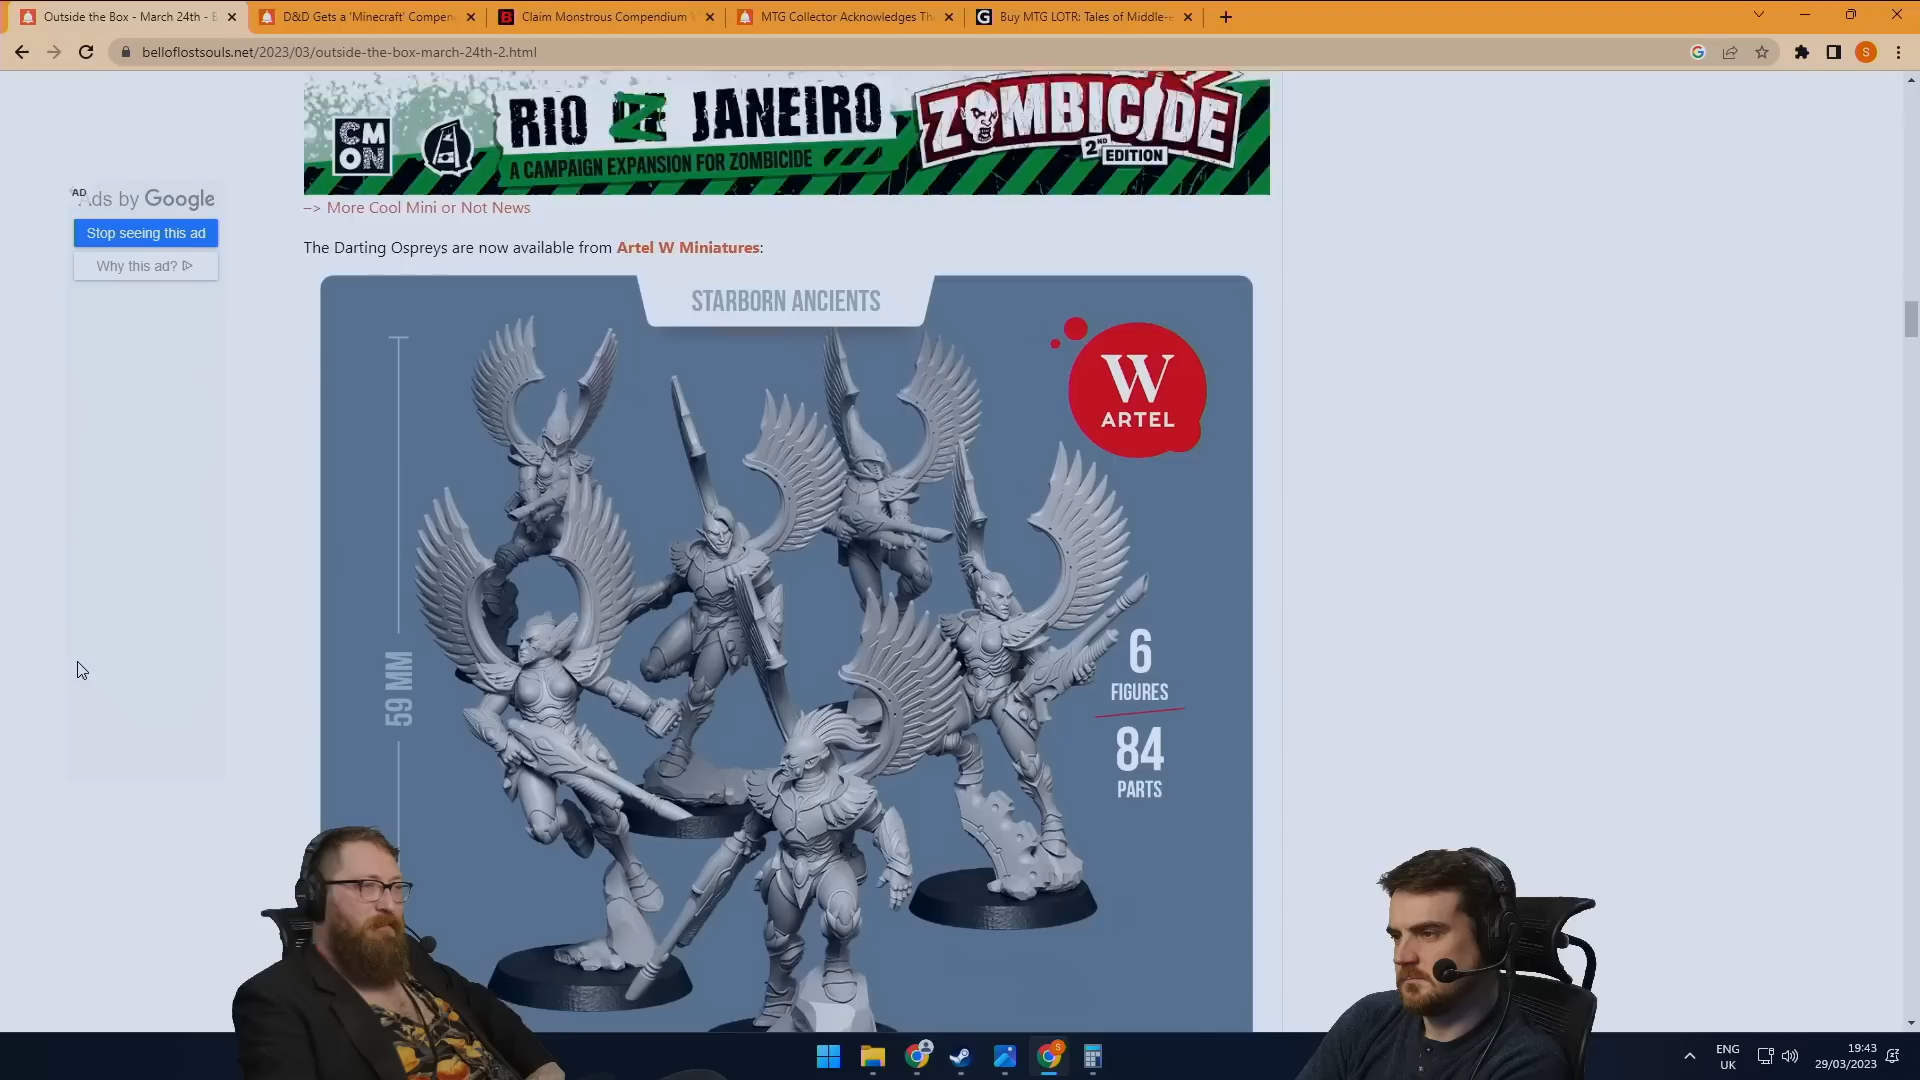 Outside the Box - March 24th - B
D&D Gets a 'Minecraft' Compen
Claim Monstrous Compendium V
MTG Collector Acknowledges Th
Buy MTG LOTR: Tales of Middle-e
belloflostsouls.net/2023/03/outside-the-box-march-24th-2.html
S
CM
ON
RIO Z JANEIRO
A CAMPAIGN EXPANSION FOR ZOMBICIDE
ZOMBICIDE
2ND EDITION
AD
Ads by Google
Stop seeing this ad
Why this ad?
–> More Cool Mini or Not News
The Darting Ospreys are now available from Artel W Miniatures:
STARBORN ANCIENTS
W
ARTEL
59 MM
6
FIGURES
84
PARTS
S
ENG
UK
19:43
29/03/2023